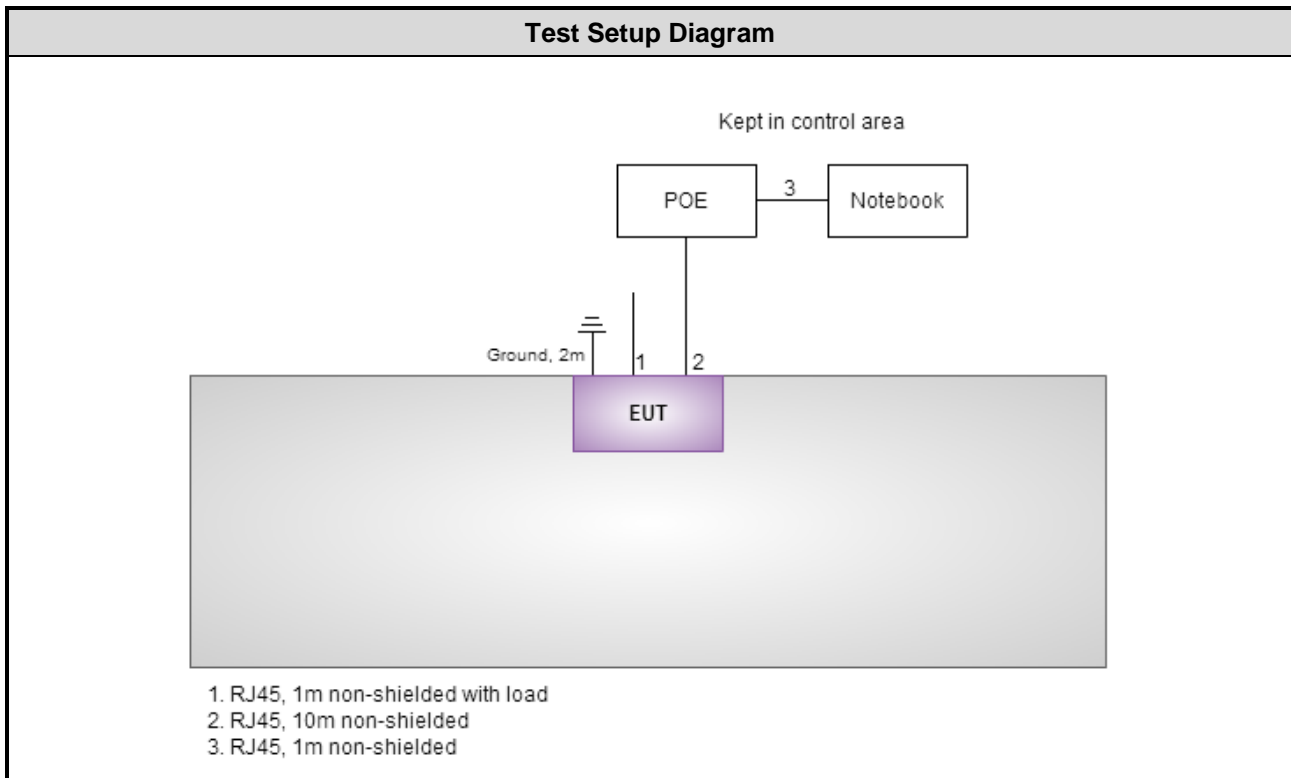 Test Setup Diagram
Kept in control area
POE
3
Notebook
Ground, 2m
1
2
EUT
1. RJ45, 1m non-shielded with load
2. RJ45, 10m non-shielded
3. RJ45, 1m non-shielded